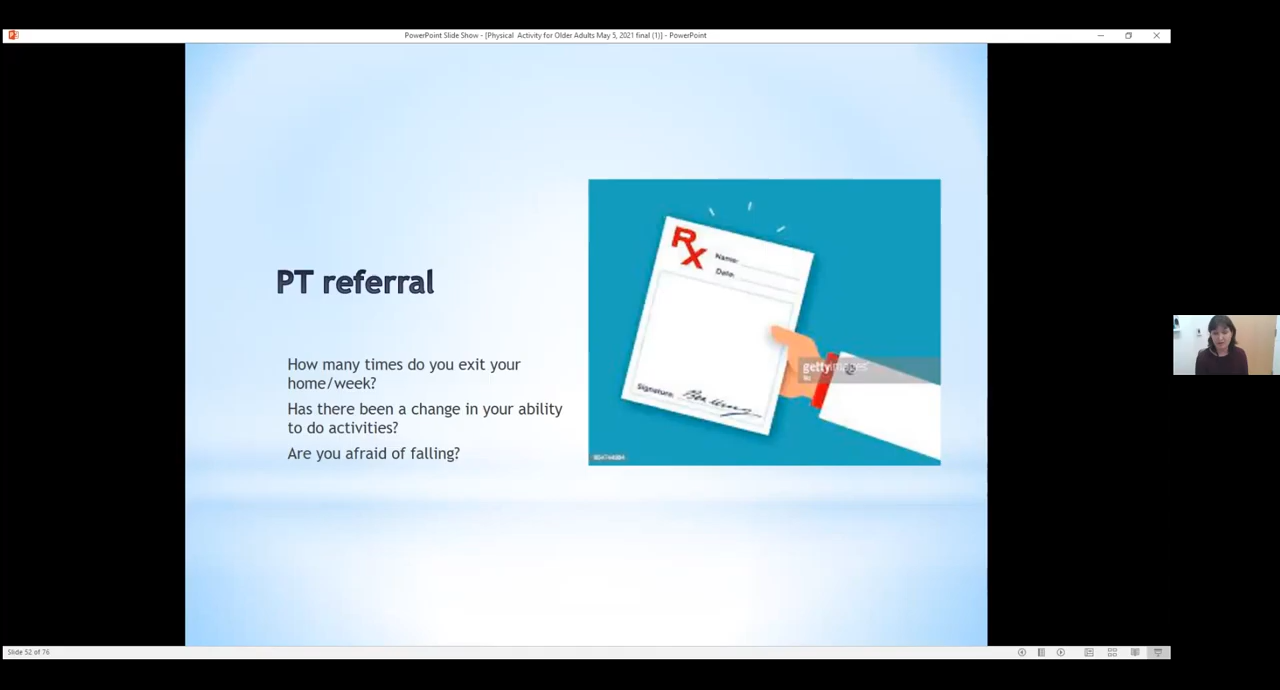 PowerPoint Slide Show - [Physical Activity for Older Adults May 5, 2021 final (1)] - PowerPoint
PT referral
How many times do you exit your
home/week?
Has there been a change in your ability
to do activities?
Are you afraid of falling?
RX
Name:
Date:
Signature:
gettyimages
Slide 52 of 76